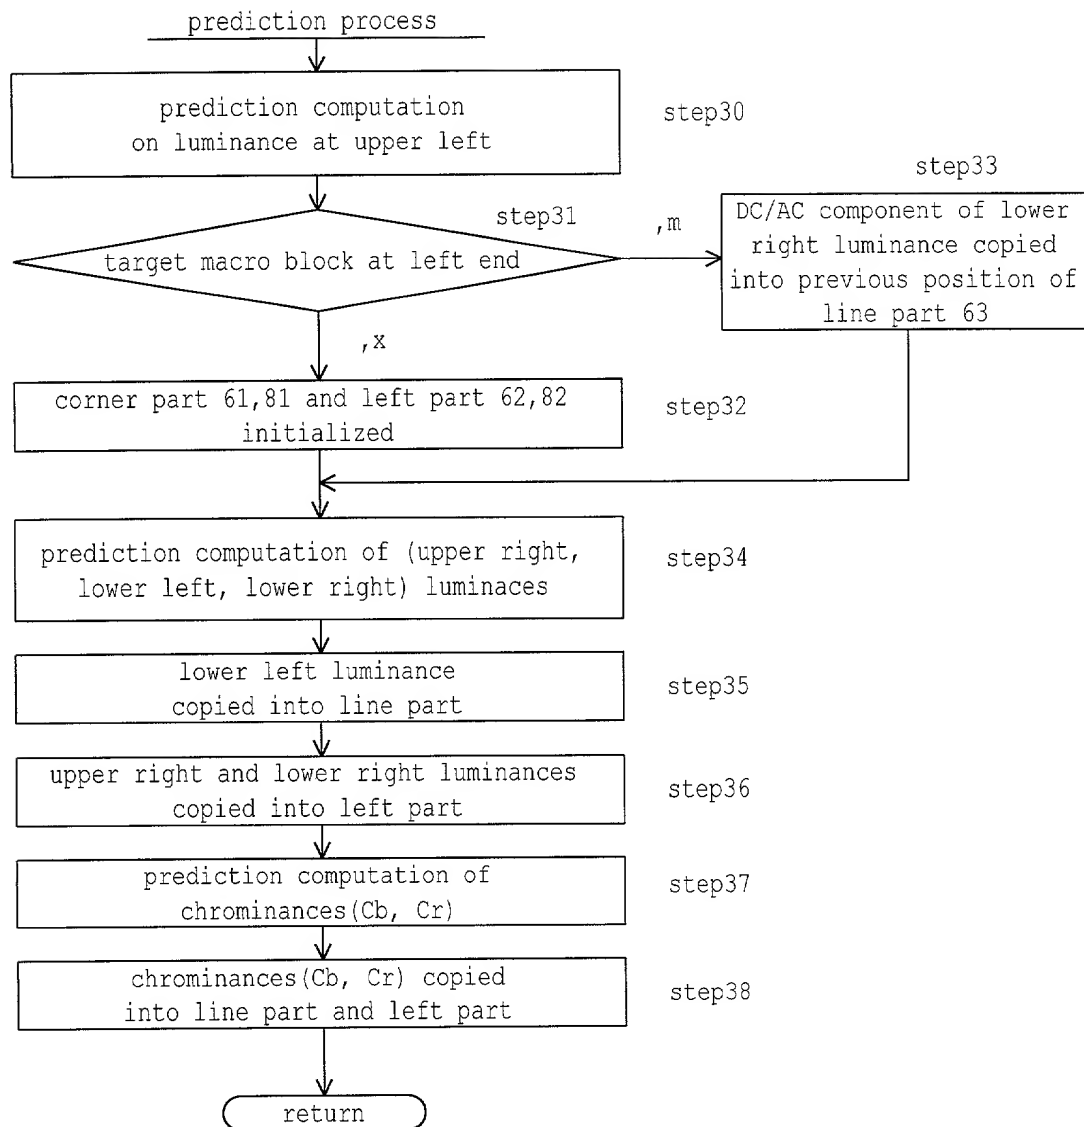 prediction process
prediction computation
on luminance at upper left
step30
step31
target macro block at left end
,m
step33
DC/AC component of lower
right luminance copied
into previous position of
line part 63
,x
corner part 61,81 and left part 62,82
initialized
step32
prediction computation of (upper right,
lower left, lower right) luminaces
step34
lower left luminance
copied into line part
step35
upper right and lower right luminances
copied into left part
step36
prediction computation of
chrominances(Cb, Cr)
step37
chrominances(Cb, Cr) copied
into line part and left part
step38
return